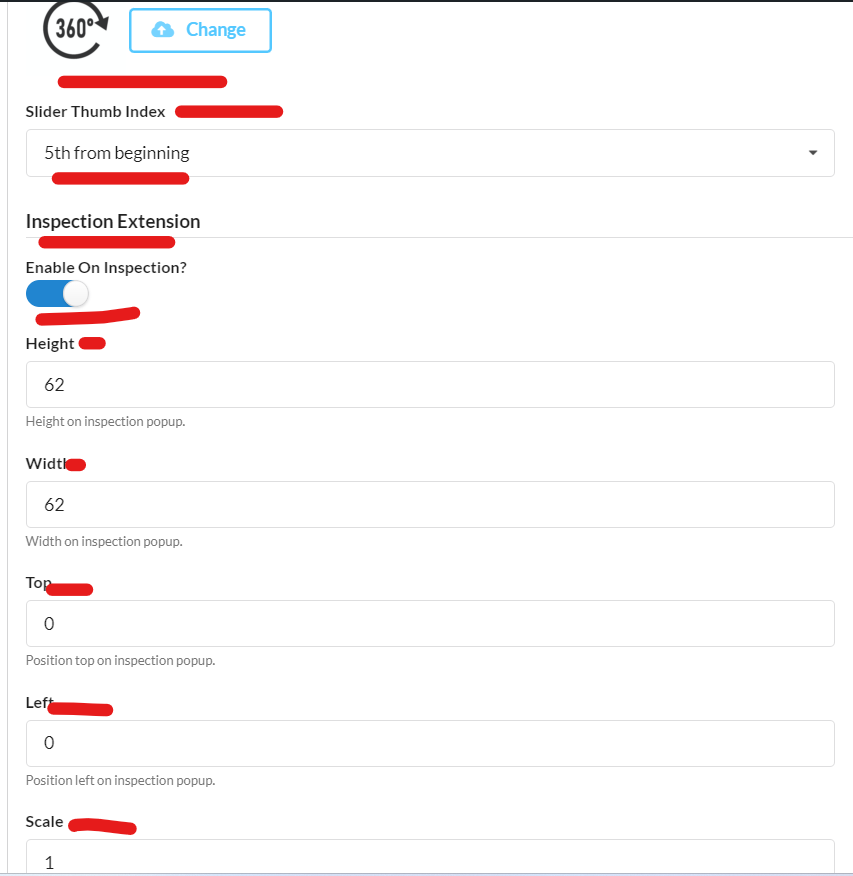 360°
Change
Slider Thumb Index
5th from beginning
Inspection Extension
Enable On Inspection?
Height
62
Height on inspection popup.
Width
62
Width on inspection popup.
Top
0
Position top on inspection popup.
Left
0
Position left on inspection popup.
Scale
1